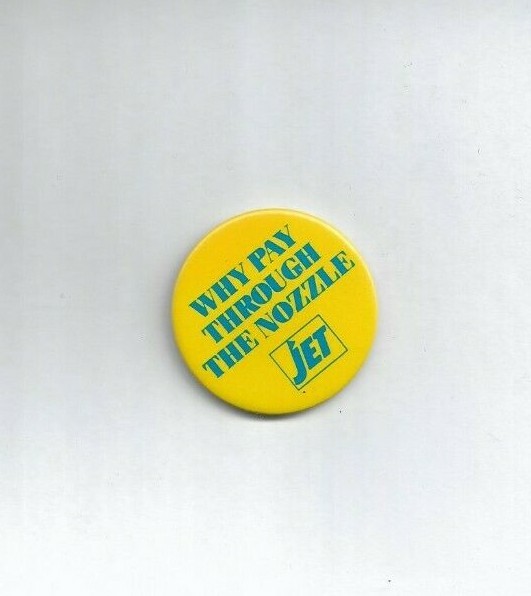 WHY PAY
THROUGH
THE NOZZLE
JET